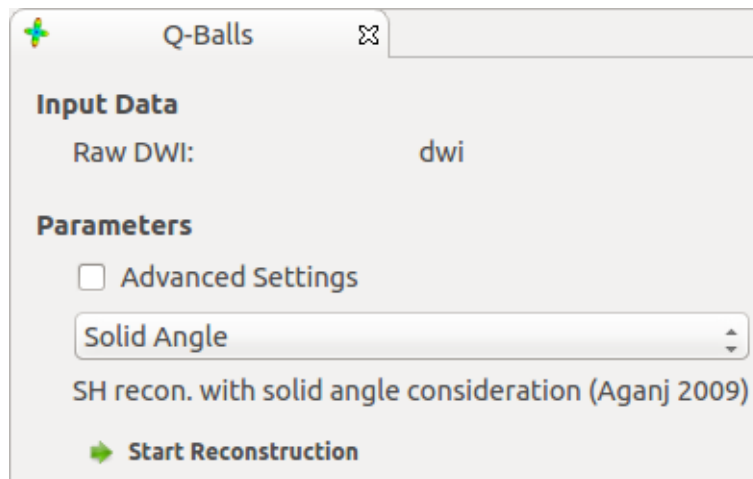 Q-Balls
Input Data
Raw DWI: dwi
Parameters
Advanced Settings
Solid Angle
SH recon. with solid angle consideration (Aganj 2009)
Start Reconstruction